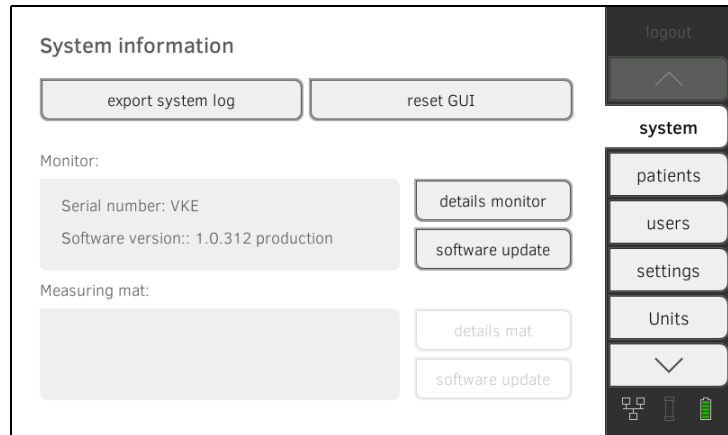 System information
export system log
reset GUI
Monitor:
Serial number: VKE
Software version:: 1.0.312 production
details monitor
software update
Measuring mat:
details mat
software update
logout
system
patients
users
settings
Units